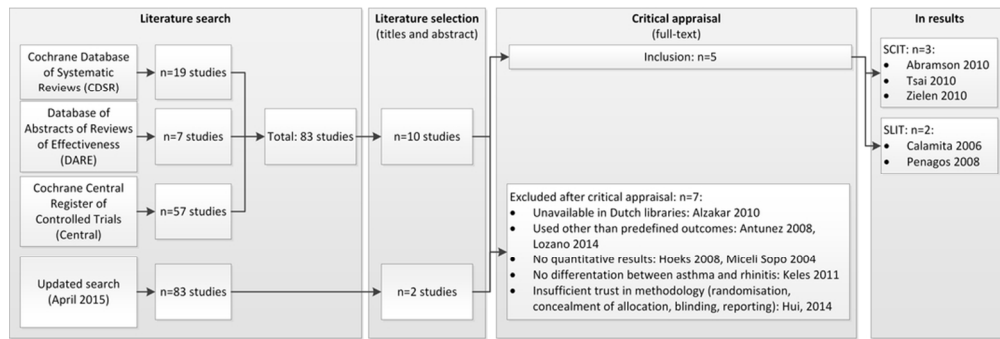 Literature search
Cochrane Database
of Systematic
Reviews (CDSR)
n=19 studies
Database of
Abstracts of Reviews
of Effectiveness
(DARE)
n=7 studies
Total: 83 studies
Cochrane Central
Register of
Controlled Trials
(Central)
n=57 studies
Updated search
(April 2015)
n=83 studies
Literature selection
(titles and abstract)
n=10 studies
n=2 studies
Critical appraisal
(full-text)
Inclusion: n=5
Excluded after critical appraisal: n=7:
• Unavailable in Dutch libraries: Alzakar 2010
• Used other than predefined outcomes: Antunez 2008,
Lozano 2014
• No quantitative results: Hoeks 2008, Miceli Sopo 2004
• No differentation between asthma and rhinitis: Keles 2011
• Insufficient trust in methodology (randomisation,
concealment of allocation, blinding, reporting): Hui, 2014
In results
SCIT: n=3:
• Abramson 2010
• Tsai 2010
• Zielen 2010
SLIT: n=2:
• Calamita 2006
• Penagos 2008